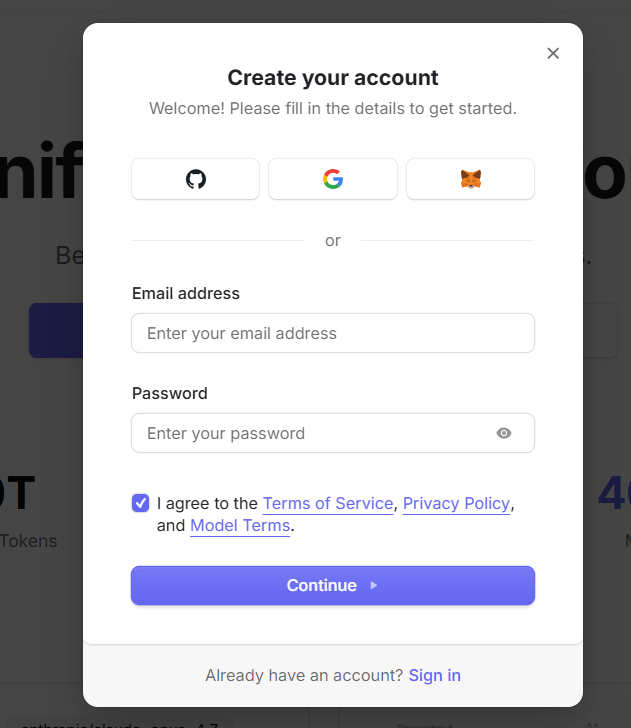 Create your account
Welcome! Please fill in the details to get started.
or
Email address
Enter your email address
Password
Enter your password
I agree to the Terms of Service, Privacy Policy,
and Model Terms.
Continue
Already have an account? Sign in
Tokens
Throughput